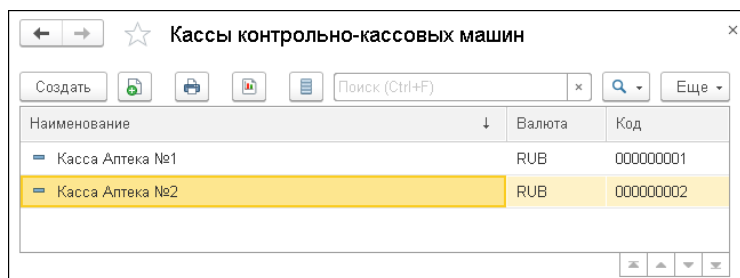 Кассы контрольно-кассовых машин
Создать Поиск (Ctrl+F) Еще
Наименование Валюта Код
Касса Аптека №1 RUB 000000001
Касса Аптека №2 RUB 000000002